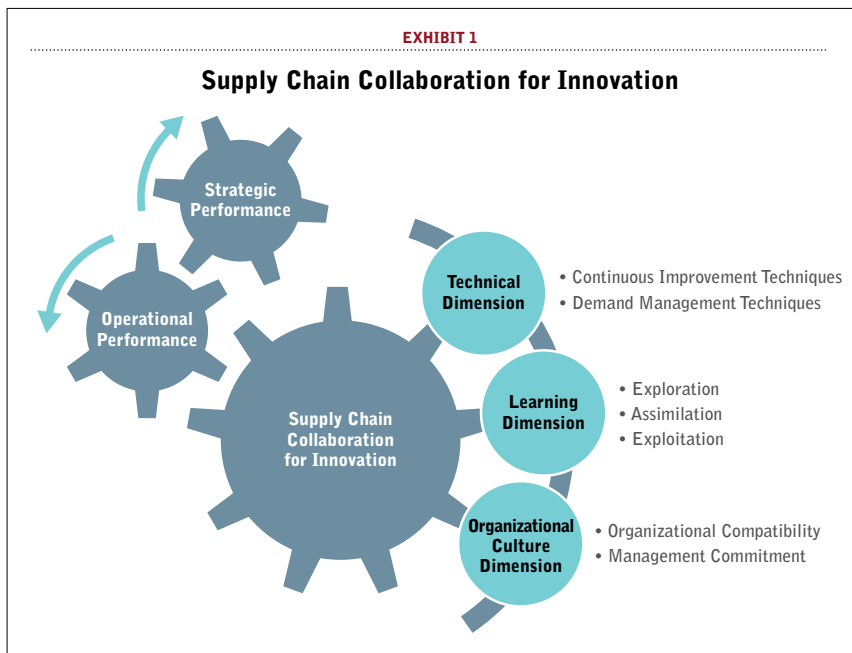 EXHIBIT 1
Supply Chain Collaboration for Innovation
Strategic
Performance
Operational
Performance
Supply Chain
Collaboration
for Innovation
Technical
Dimension
• Continuous Improvement Techniques
• Demand Management Techniques
Learning
Dimension
• Exploration
• Assimilation
• Exploitation
Organizational
Culture
Dimension
• Organizational Compatibility
• Management Commitment